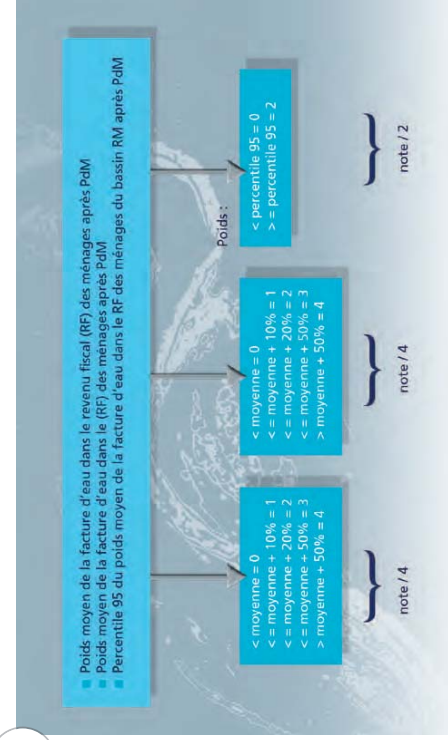 Poids moyen de la facture d'eau dans le revenu fiscal (RF) des ménages après PdM
Poids moyen de la facture d'eau dans le (RF) des ménages après PdM
Percentile 95 du poids moyen de la facture d'eau dans le RF des ménages du bassin RM après PdM
Poids :
< moyenne = 0
<= moyenne + 10% = 1
<= moyenne + 20% = 2
<= moyenne + 50% = 3
> moyenne + 50% = 4
note / 4
< moyenne = 0
<= moyenne + 10% = 1
<= moyenne + 20% = 2
<= moyenne + 50% = 3
> moyenne + 50% = 4
note / 4
< percentile 95 = 0
> = percentile 95 = 2
note / 2